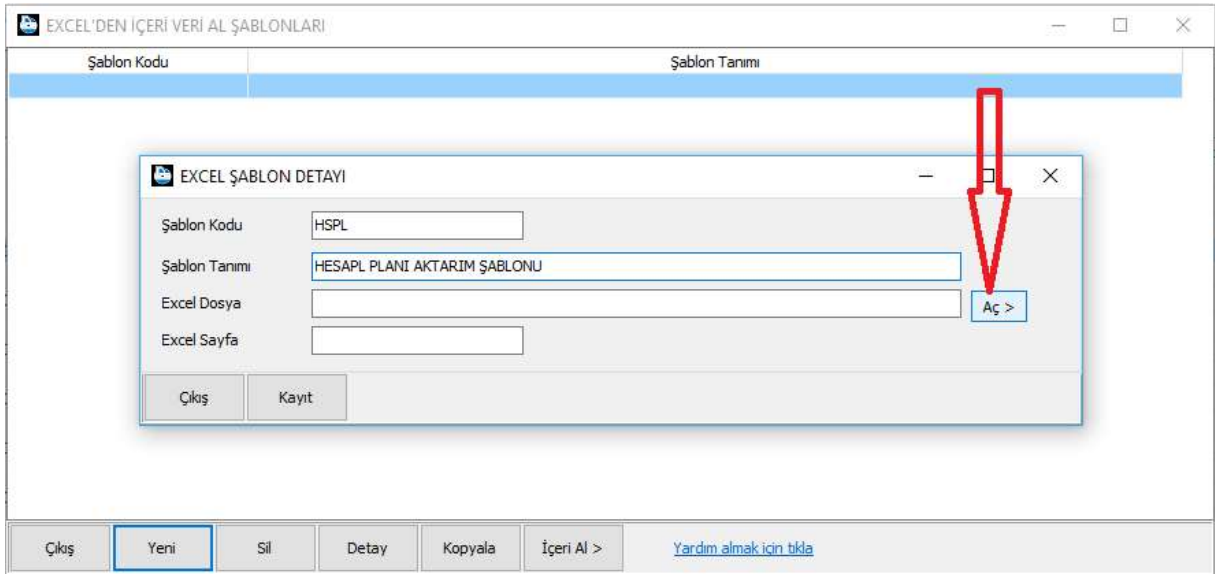 EXCEL'DEN İÇERİ VERİ AL ŞABLONLARI
Şablon Kodu Şablon Tanımı
EXCEL ŞABLON DETAYI
Şablon Kodu HSPL
Şablon Tanımı HESAPL PLANI AKTARIM ŞABLONU
Excel Dosya Aç >
Excel Sayfa
Çıkış Kayıt
Çıkış Yeni Sil Detay Kopyala İçeri Al > Yardım almak için tıkla